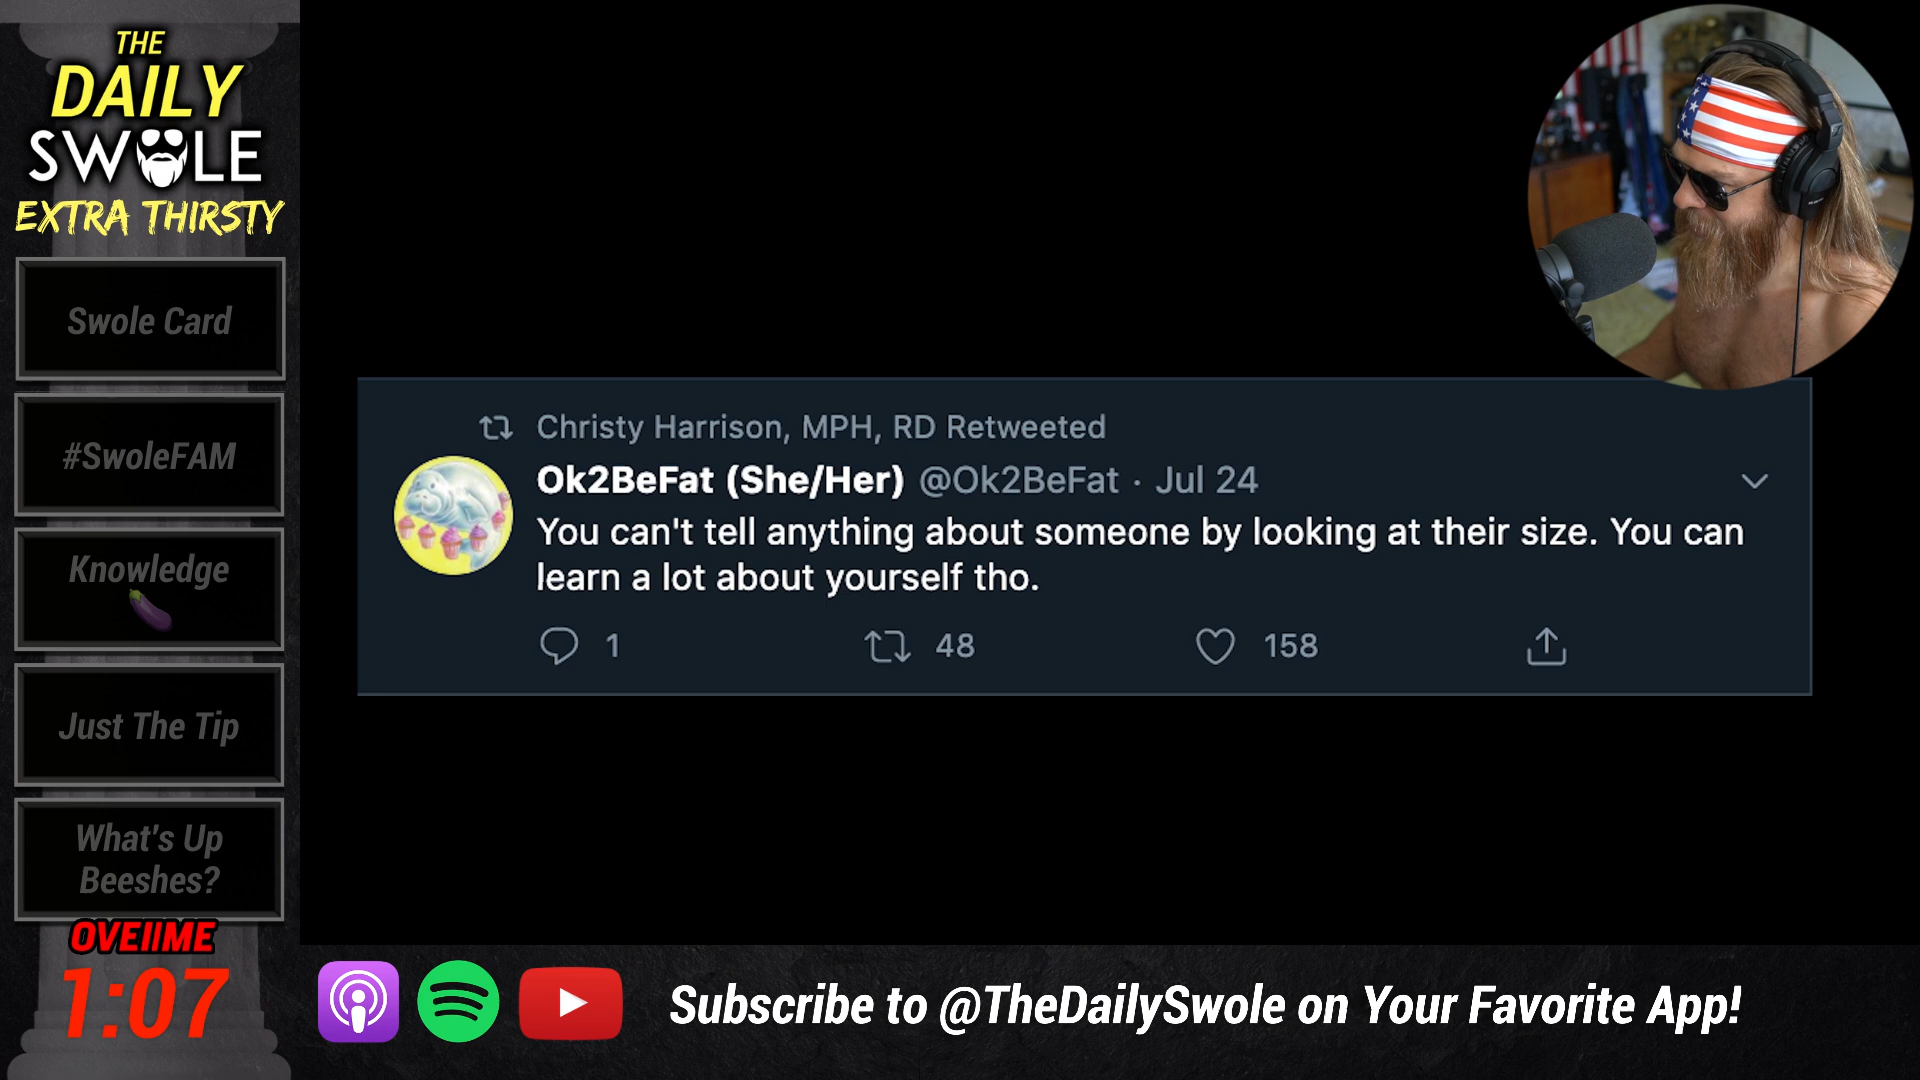 THE
DAILY
SWOLE
EXTRA THIRSTY
Swole Card
#SwoleFAM
Knowledge
Just The Tip
What's Up
Beeshes?
1:07
Christy Harrison, MPH, RD Retweeted
Ok2BeFat (She/Her) @Ok2BeFat · Jul 24
You can't tell anything about someone by looking at their size. You can
learn a lot about yourself tho.
1 48 158
Subscribe to @TheDailySwole on Your Favorite App!